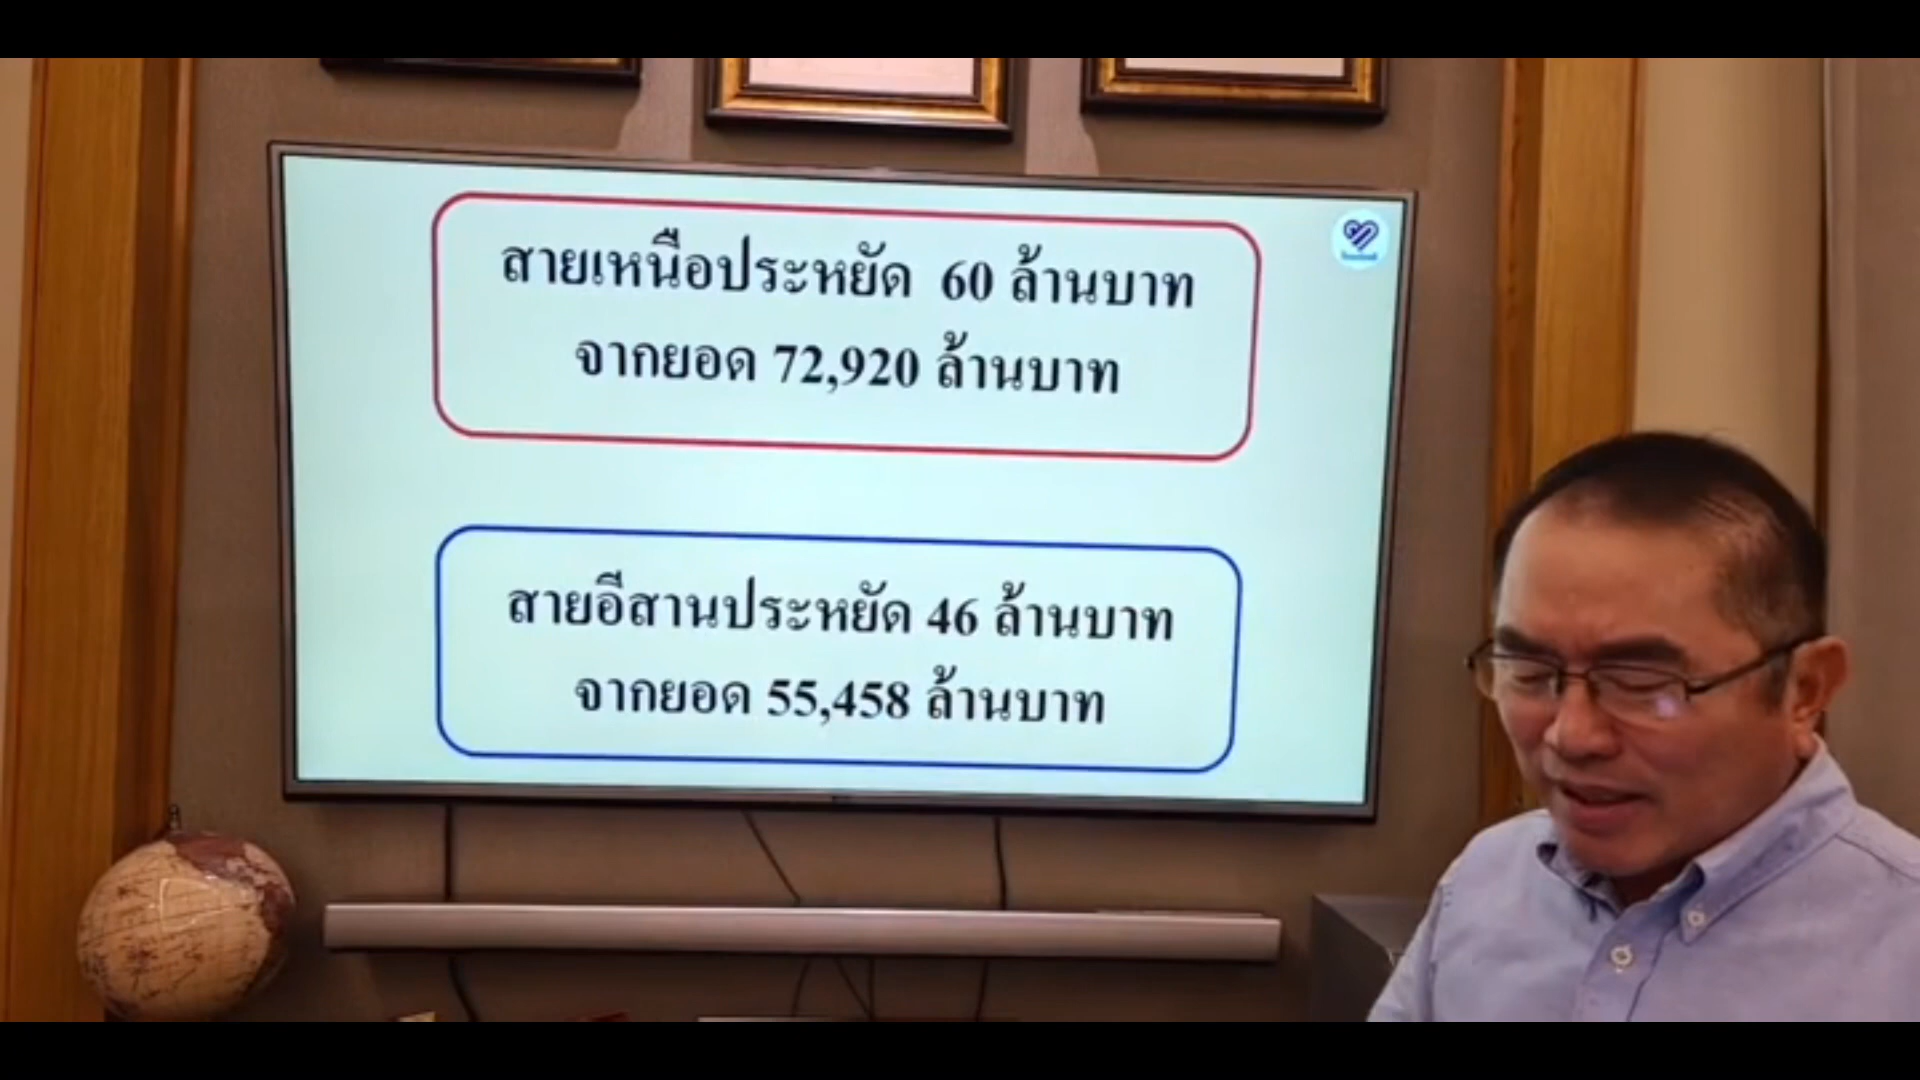 สายเหนือประหยัด 60 ล้านบาท
จากยอด 72,920 ล้านบาท
สายอีสานประหยัด 46 ล้านบาท
จากยอด 55,458 ล้านบาท